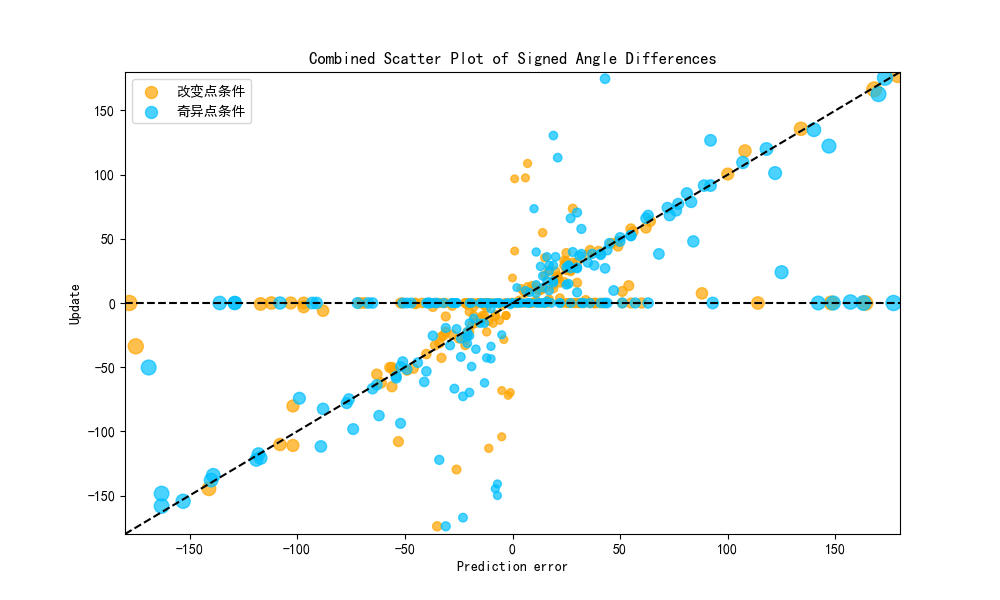 Combined Scatter Plot of Signed Angle Differences
改变点条件
奇异点条件
150
100
50
0
−50
−100
−150
Update
−150 −100 −50 0 50 100 150
Prediction error